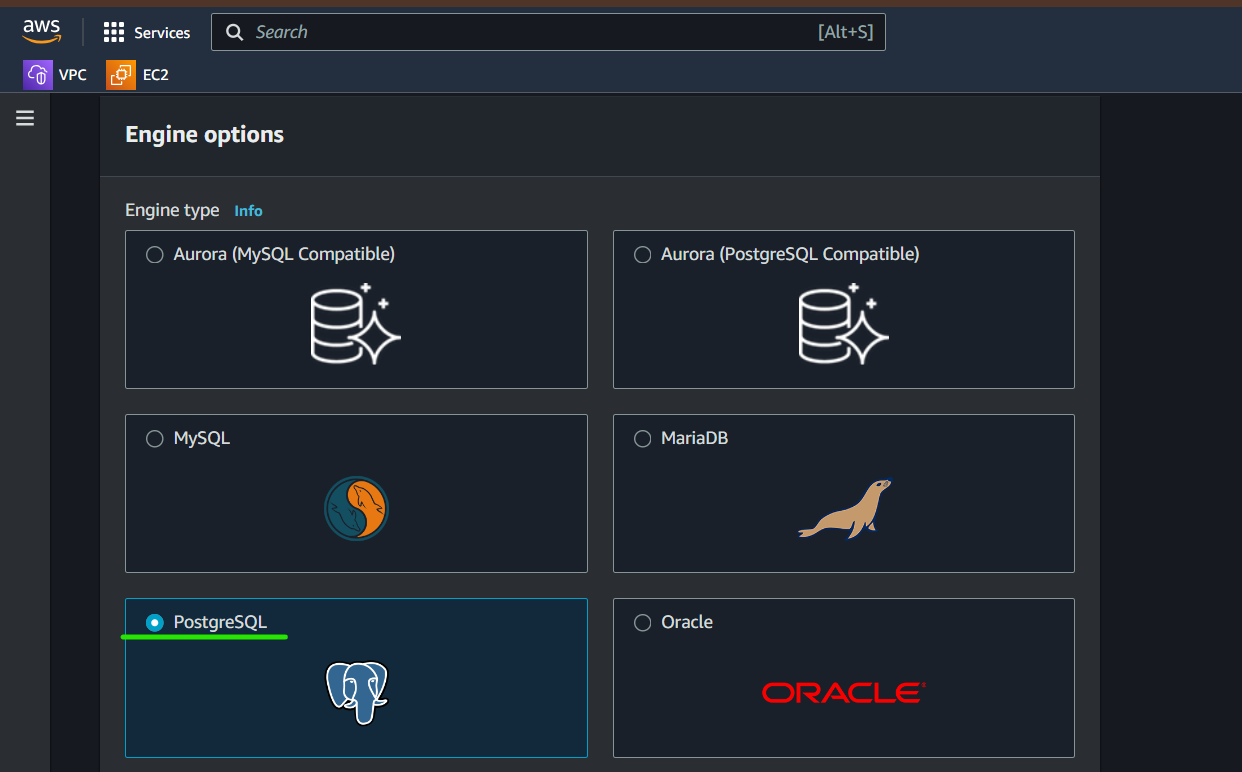 aws Services Search [Alt+S]
VPC EC2
Engine options
Engine type Info
Aurora (MySQL Compatible)
Aurora (PostgreSQL Compatible)
MySQL
MariaDB
PostgreSQL
Oracle
ORACLE